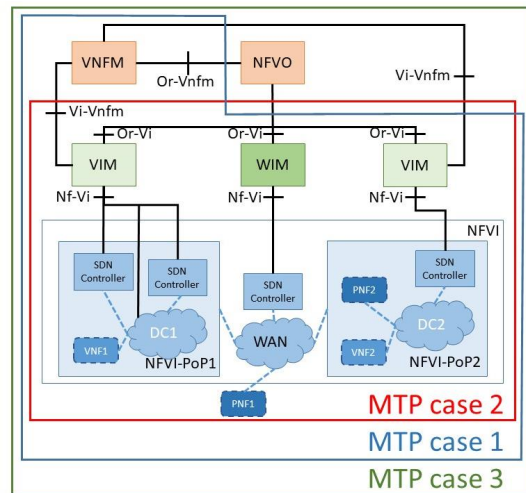 VNFM
NFVO
Or-Vnfm
Vi-Vnfm
Vi-Vnfm
Or-Vi
Or-Vi
Or-Vi
VIM
WIM
VIM
Nf-Vi
Nf-Vi
Nf-Vi
NFVI
SDN
Controller
SDN
Controller
SDN
Controller
SDN
Controller
PNF2
DC1
WAN
DC2
VNF1
VNF2
NFVI-PoP1
NFVI-PoP2
PNF1
MTP case 2
MTP case 1
MTP case 3